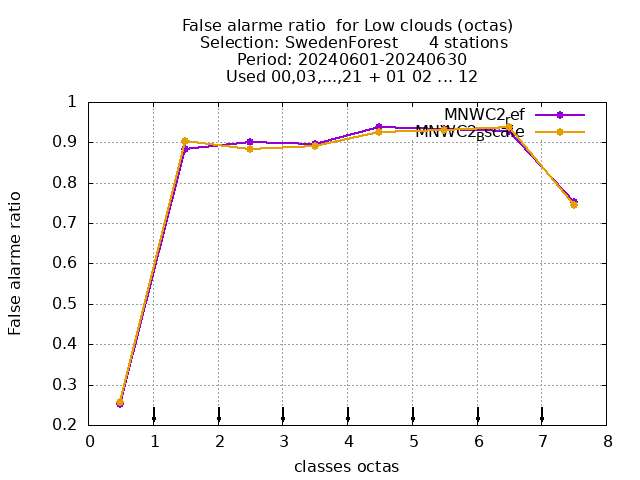 False alarme ratio  for Low clouds (octas)
Selection: SwedenForest      4 stations
Period: 20240601-20240630
Used 00,03,...,21 + 01 02 ... 12
False alarme ratio
1
0.9
0.8
0.7
0.6
0.5
0.4
0.3
0.2
0 1 2 3 4 5 6 7 8
classes octas